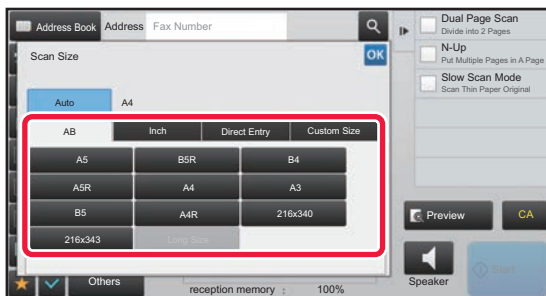 Address Book Address Fax Number
Scan Size
OK
Auto A4
AB Inch Direct Entry Custom Size
A5 B5R B4
A5R A4 A3
B5 A4R 216x340
216x343 Long Size
Others
reception memory : 100%
Dual Page Scan
Divide into 2 Pages
N-Up
Put Multiple Pages in A Page
Slow Scan Mode
Scan Thin Paper Original
Preview CA
Speaker Start